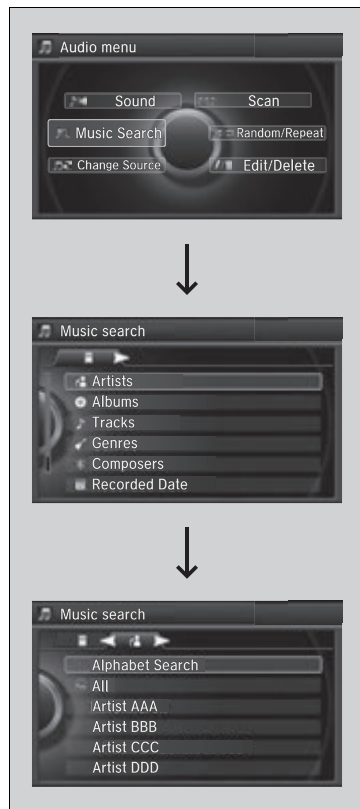 Audio menu
Sound
Scan
Music Search
Random/Repeat
Change Source
Edit/Delete
Music search
Artists
Albums
Tracks
Genres
Composers
Recorded Date
Music search
Alphabet Search
All
Artist AAA
Artist BBB
Artist CCC
Artist DDD